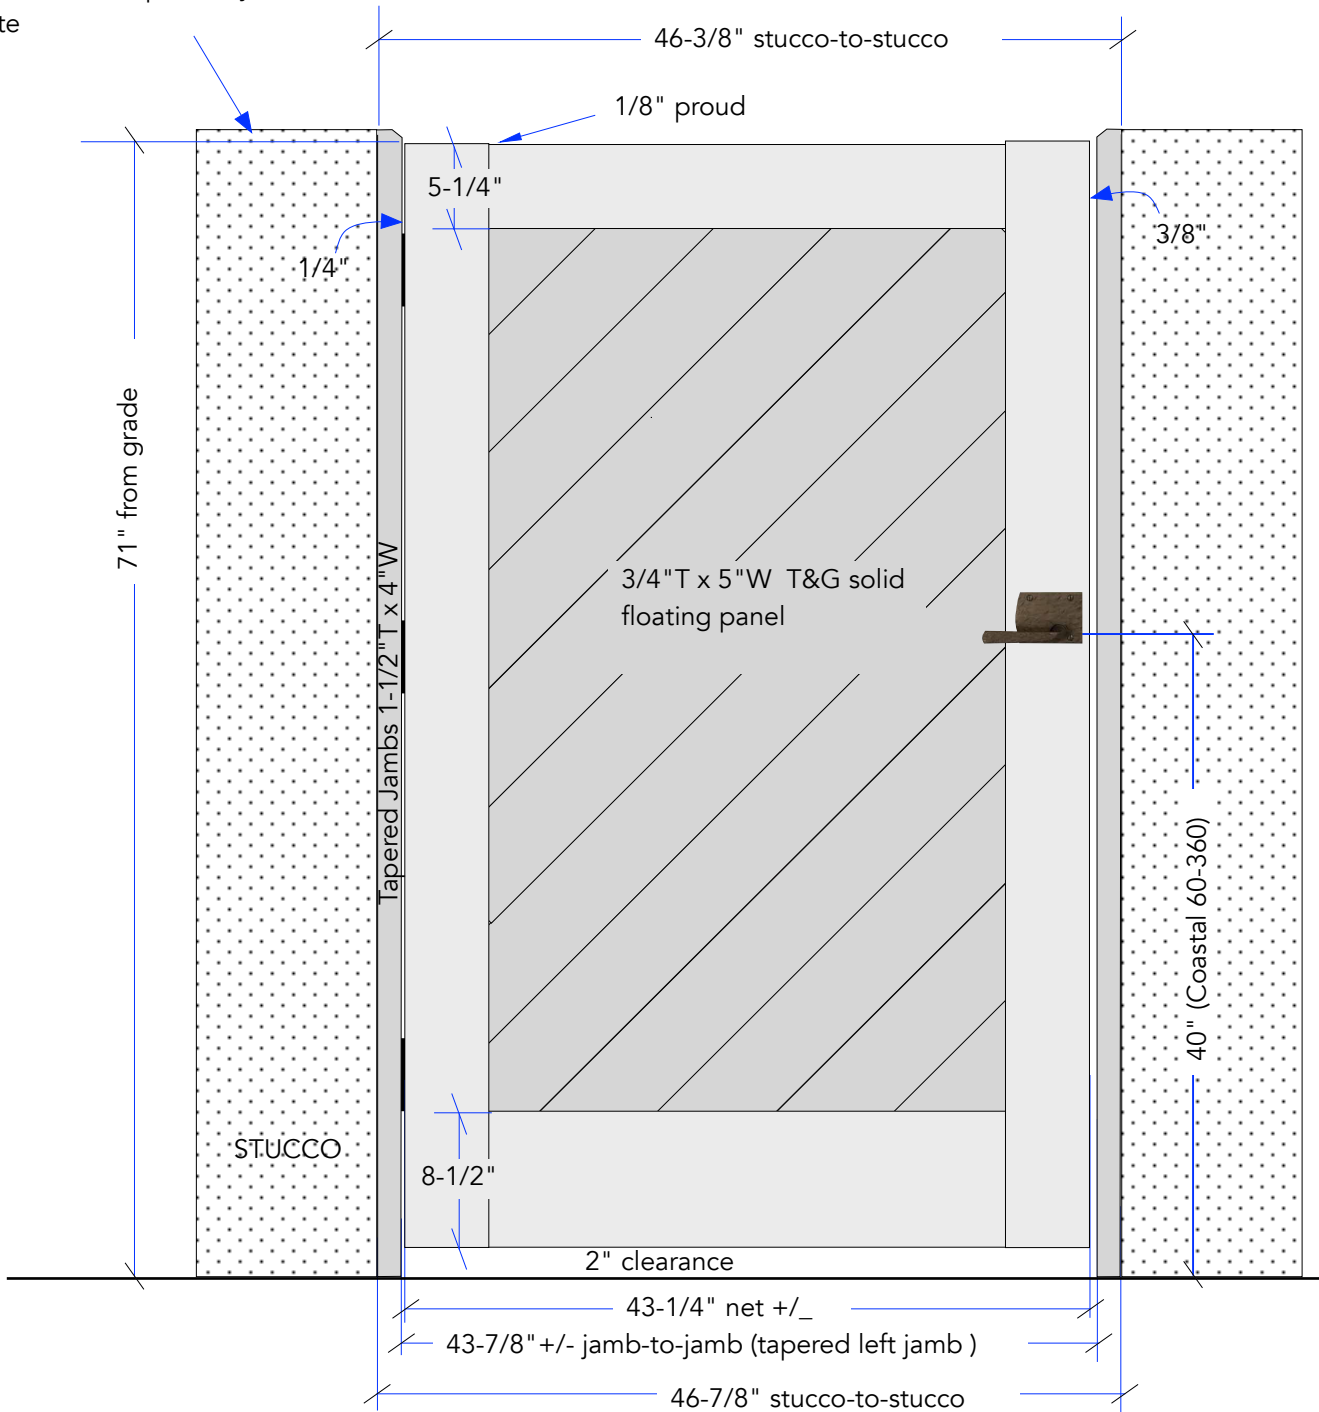 te
46-3/8" stucco-to-stucco
1/8" proud
5-1/4"
3/8"
1/4"
71" from grade
3/4"T x 5"W T&G solid
floating panel
Tapered Jambs 1-1/2"T x 4"W
40" (Coastal 60-360)
STUCCO
8-1/2"
2" clearance
43-1/4" net +/_
43-7/8"+/- jamb-to-jamb (tapered left jamb )
46-7/8" stucco-to-stucco